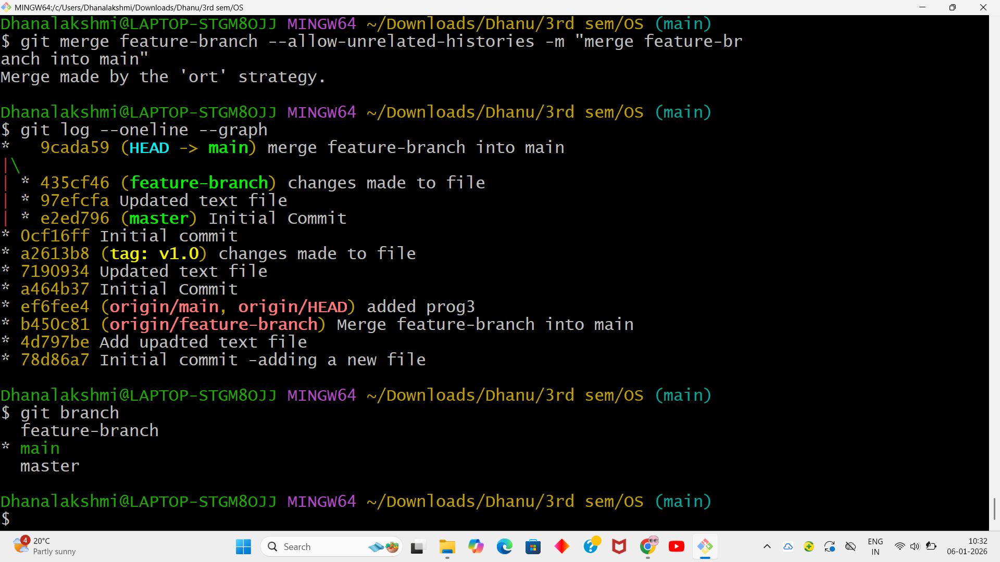 MINGW64:/c/Users/Dhanalakshmi/Downloads/Dhanu/3rd sem/OS
Dhanalakshmi@LAPTOP-STGM8OJJ MINGW64 ~/Downloads/Dhanu/3rd sem/OS (main)
$ git merge feature-branch --allow-unrelated-histories -m "merge feature-br
anch into main"
Merge made by the 'ort' strategy.
Dhanalakshmi@LAPTOP-STGM8OJJ MINGW64 ~/Downloads/Dhanu/3rd sem/OS (main)
$ git log --oneline --graph
*   9cada59 (HEAD -> main) merge feature-branch into main
|\
| * 435cf46 (feature-branch) changes made to file
| * 97efcfa Updated text file
| * e2ed796 (master) Initial Commit
* 0cf16ff Initial commit
* a2613b8 (tag: v1.0) changes made to file
* 7190934 Updated text file
* a464b37 Initial Commit
* ef6fee4 (origin/main, origin/HEAD) added prog3
* b450c81 (origin/feature-branch) Merge feature-branch into main
* 4d797be Add upadted text file
* 78d86a7 Initial commit -adding a new file
Dhanalakshmi@LAPTOP-STGM8OJJ MINGW64 ~/Downloads/Dhanu/3rd sem/OS (main)
$ git branch
  feature-branch
* main
  master
Dhanalakshmi@LAPTOP-STGM8OJJ MINGW64 ~/Downloads/Dhanu/3rd sem/OS (main)
$
4
20°C
Partly sunny
Search
ENG
IN
10:32
06-01-2026